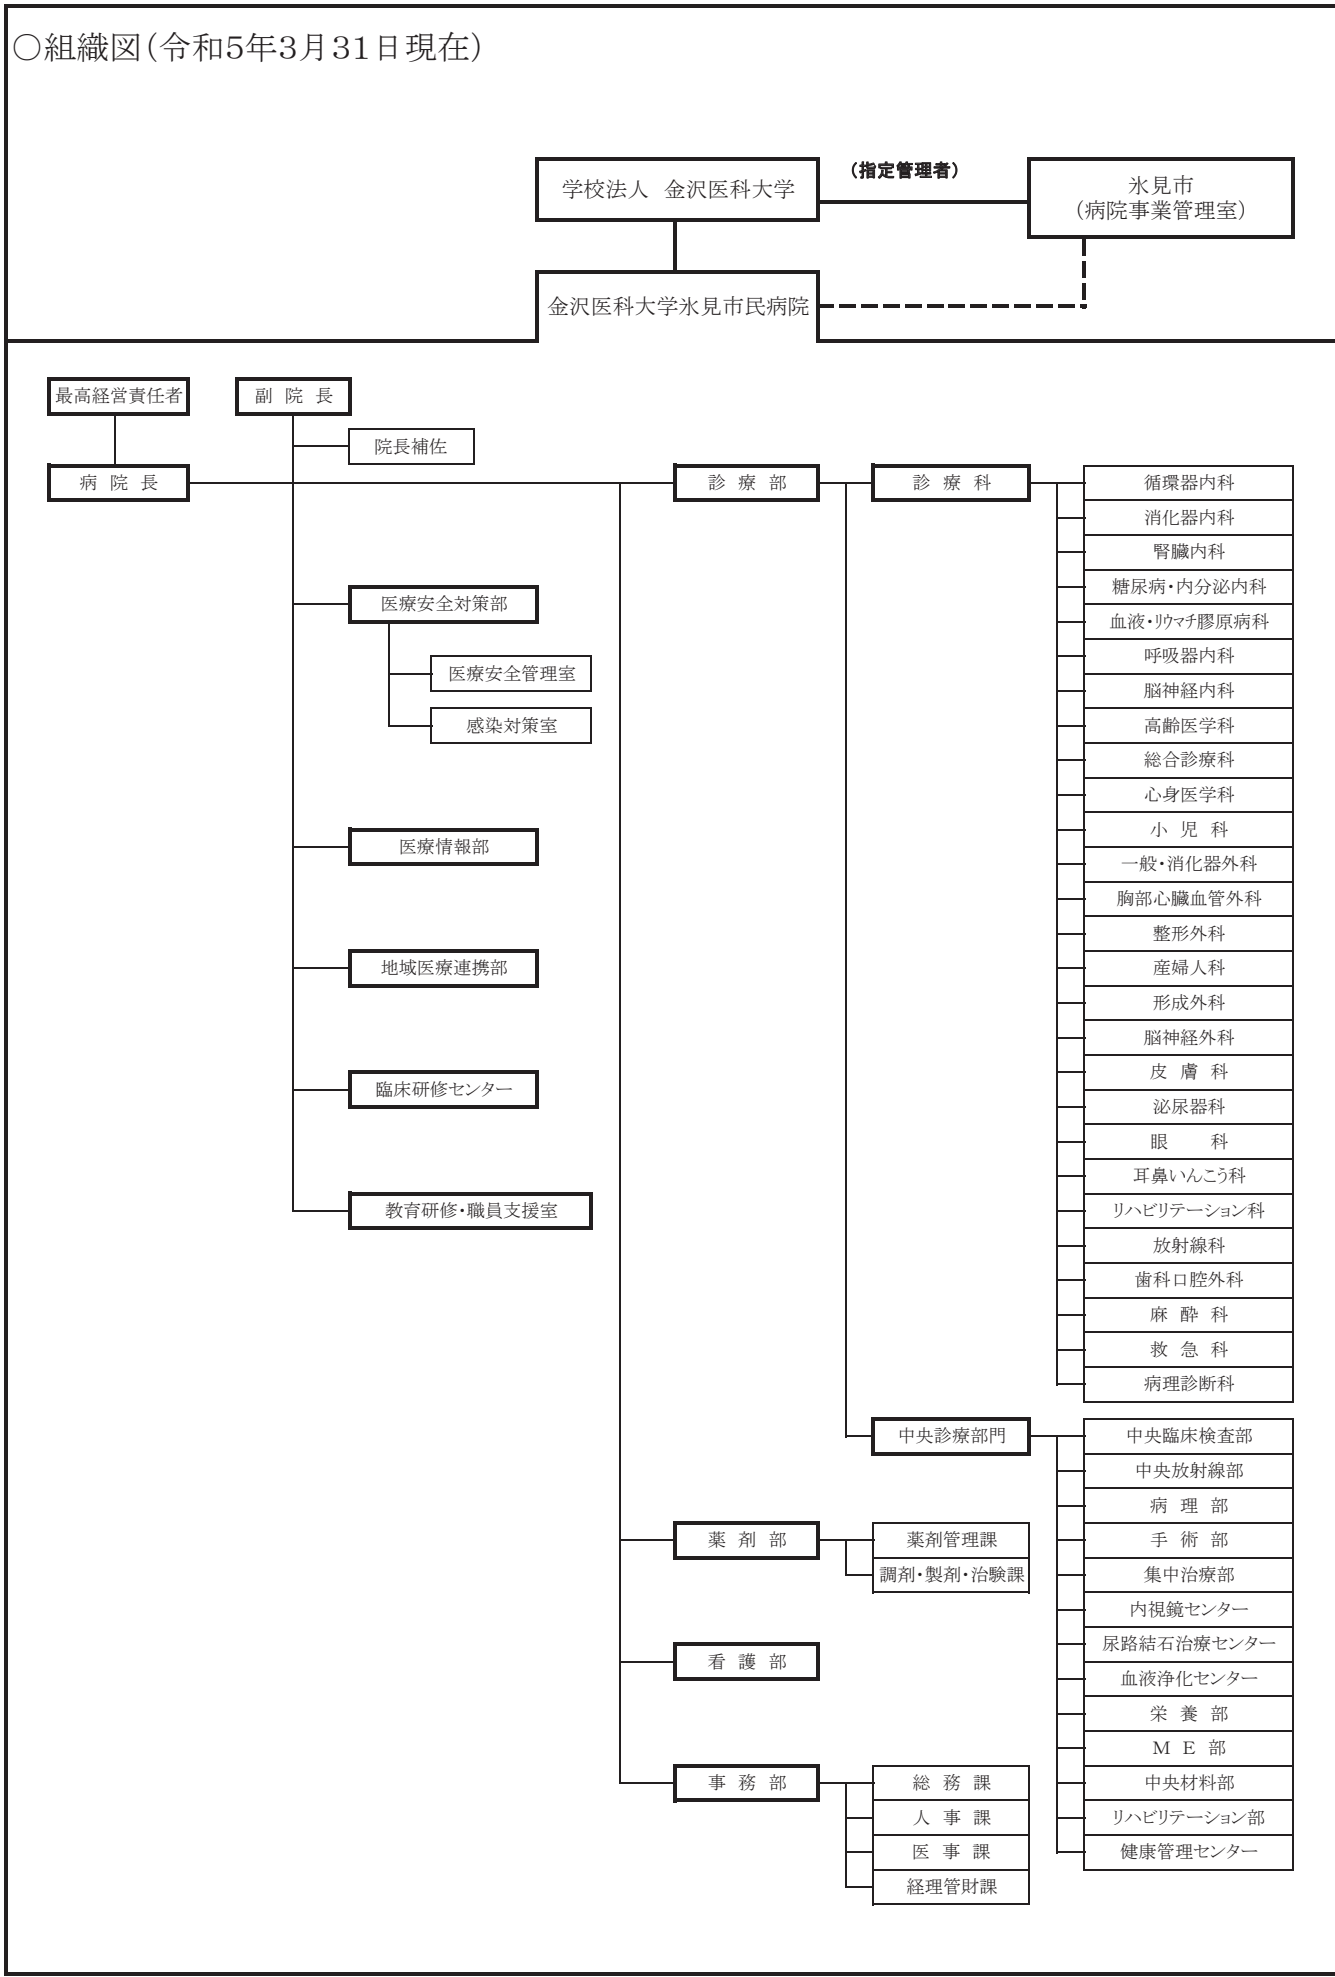 ○組織図(令和5年3月31日現在)
学校法人 金沢医科大学
(指定管理者)
氷見市
(病院事業管理室)
金沢医科大学氷見市民病院
最高経営責任者
副 院 長
院長補佐
病 院 長
診 療 部
診 療 科
循環器内科
消化器内科
腎臓内科
糖尿病・内分泌内科
血液・リウマチ膠原病科
呼吸器内科
脳神経内科
高齢医学科
総合診療科
心身医学科
小 児 科
一般・消化器外科
胸部心臓血管外科
整形外科
産婦人科
形成外科
脳神経外科
皮 膚 科
泌尿器科
眼 科
耳鼻いんこう科
リハビリテーション科
放射線科
歯科口腔外科
麻 酔 科
救 急 科
病理診断科
医療安全対策部
医療安全管理室
感染対策室
医療情報部
地域医療連携部
臨床研修センター
教育研修・職員支援室
中央診療部門
中央臨床検査部
中央放射線部
病 理 部
手 術 部
集中治療部
内視鏡センター
尿路結石治療センター
血液浄化センター
栄 養 部
M E 部
中央材料部
リハビリテーション部
健康管理センター
薬 剤 部
薬剤管理課
調剤・製剤・治験課
看 護 部
事 務 部
総 務 課
人 事 課
医 事 課
経理管財課